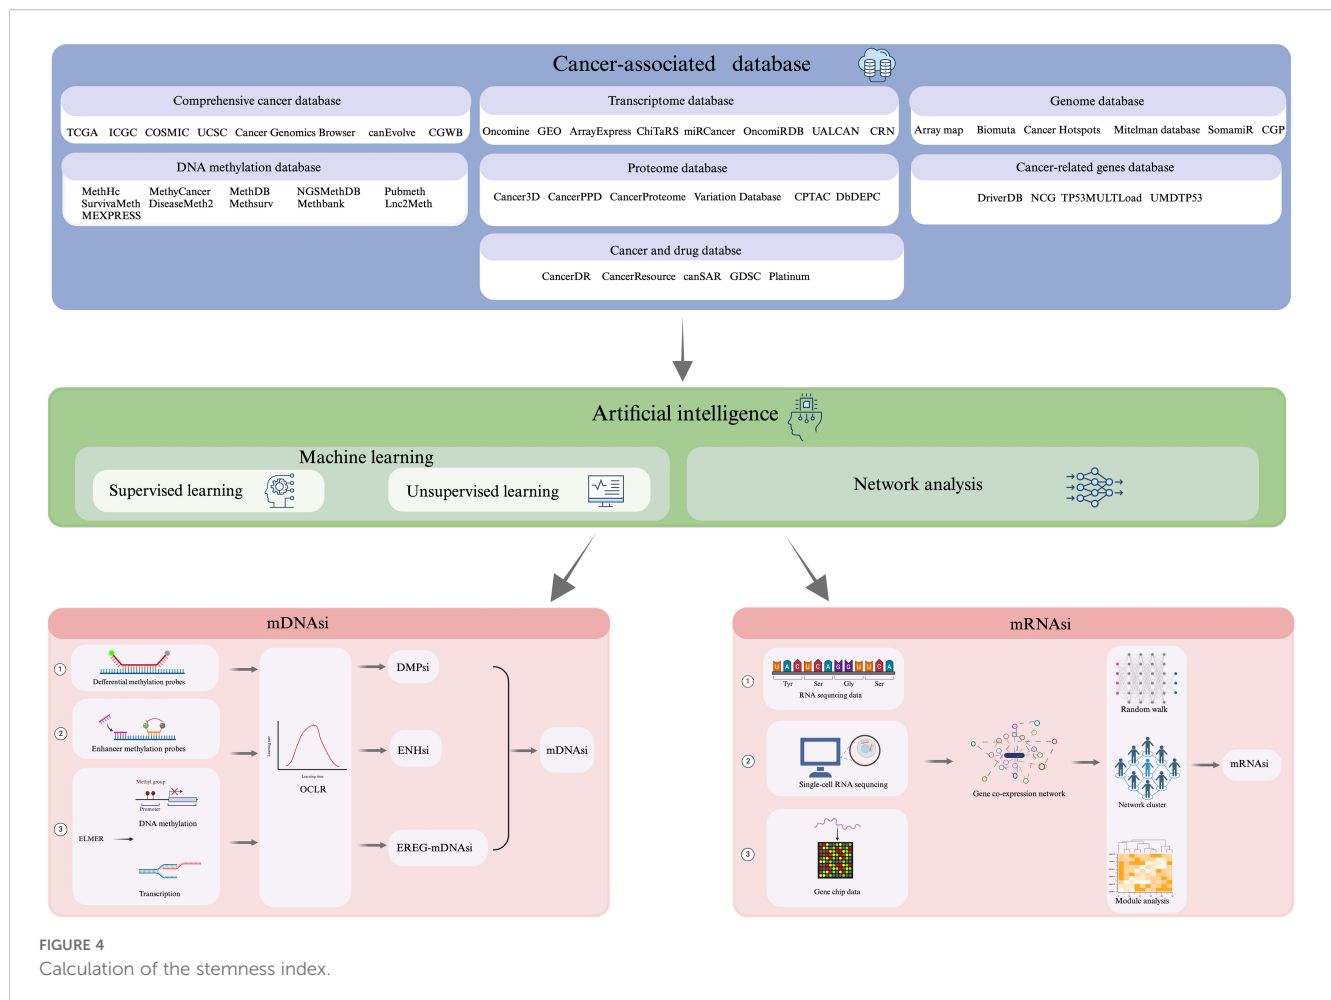 Cancer-associated database
Comprehensive cancer database
TCGA ICGC COSMIC UCSC Cancer Genomics Browser canEvolve CGWB
Transcriptome database
Oncomine GEO ArrayExpress ChiTaRS miRCancer OncomiRDB UALCAN CRN
Genome database
Array map Biomuta Cancer Hotspots Mitelman database SomamiR CGP
DNA methylation database
MethHc MethyCancer MethDB NGSMethDB Pubmeth
SurvivaMeth DiseaseMeth2 Methsurv Methbank Lnc2Meth
MEXPRESS
Proteome database
Cancer3D CancerPPD CancerProteome Variation Database CPTAC DbDEPC
Cancer-related genes database
DriverDB NCG TP53MULTLoad UMDTP53
Cancer and drug databse
CancerDR CancerResource canSAR GDSC Platinum
Artificial intelligence
Machine learning
Supervised learning
Unsupervised learning
Network analysis
mDNAsi
1
Defferential methylation probes
2
Enhancer methylation probes
3
ELMER
Methyl group
Promoter
DNA methylation
Transcription
Learning rate
Learning time
OCLR
DMPsi
ENHsi
EREG-mDNAsi
mDNAsi
mRNAsi
1
U A C U C A G G U U C A
Tyr Ser Gly Ser
RNA sequncing data
2
Single-cell RNA sequncing
3
Gene chip data
Gene co-expression network
Random walk
Network cluster
Module analysis
mRNAsi
FIGURE 4
Calculation of the stemness index.